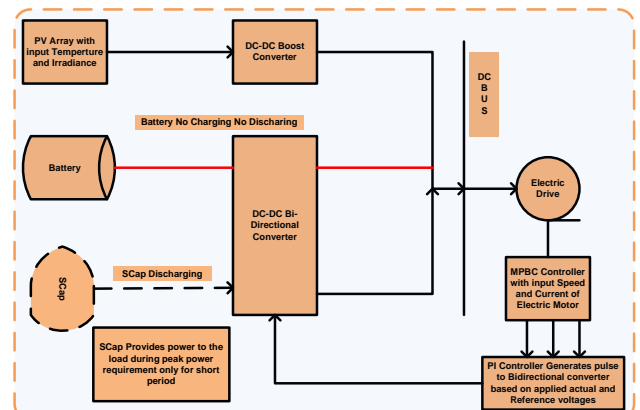 PV Array with
input Temperture
and Irradiance
DC-DC Boost
Converter
DC
B
U
S
Battery No Charging No Discharing
Battery
DC-DC Bi-
Directional
Converter
Electric
Drive
SCap
SCap Discharging
MPBC Controller
with input Speed
and Current of
Electric Motor
SCap Provides power to the
load during peak power
requirement only for short
period
PI Controller Generates pulse
to Bidirectional converter
based on applied actual and
Reference voltages